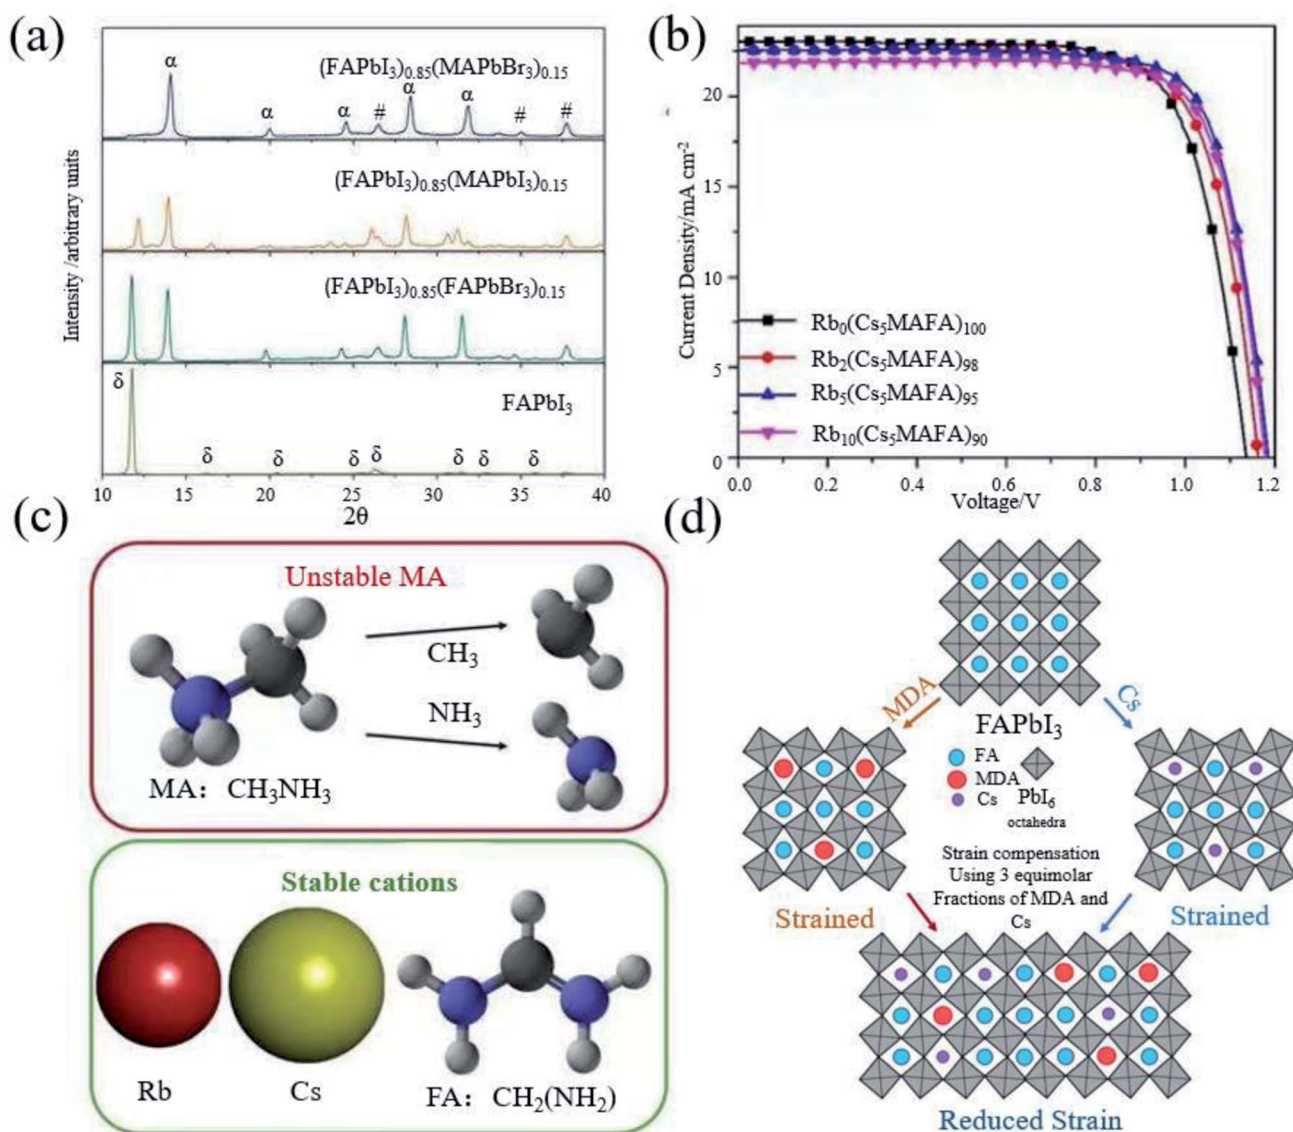 (a)
Intensity /arbitrary units
(FAPbI3)0.85(MAPbBr3)0.15
α
α
α
#
α
α
#
#
(FAPbI3)0.85(MAPbI3)0.15
(FAPbI3)0.85(FAPbBr3)0.15
FAPbI3
δ
δ
δ
δ
δ
δ
δ
δ
10
15
20
25
30
35
40
2θ
(b)
Current Density/mA cm-2
20
15
10
5
0
Rb0(Cs5MAFA)100
Rb2(Cs5MAFA)98
Rb5(Cs5MAFA)95
Rb10(Cs5MAFA)90
0.0
0.2
0.4
0.6
0.8
1.0
1.2
Voltage/V
(c)
Unstable MA
CH3
NH3
MA: CH3NH3
Stable cations
Rb
Cs
FA: CH2(NH2)
(d)
MDA
Cs
FAPbI3
FA
MDA
Cs
PbI6
octahedra
Strain compensation
Using 3 equimolar
Fractions of MDA and
Cs
Strained
Strained
Reduced Strain